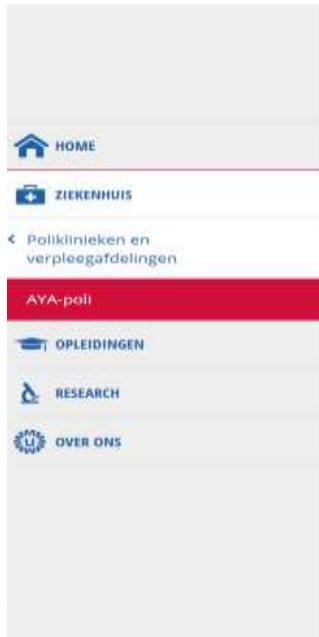 HOME
ZIEKENHUIS
Poliklinieken en
verpleegafdelingen
AYA-poli
OPLEIDINGEN
RESEARCH
OVER ONS